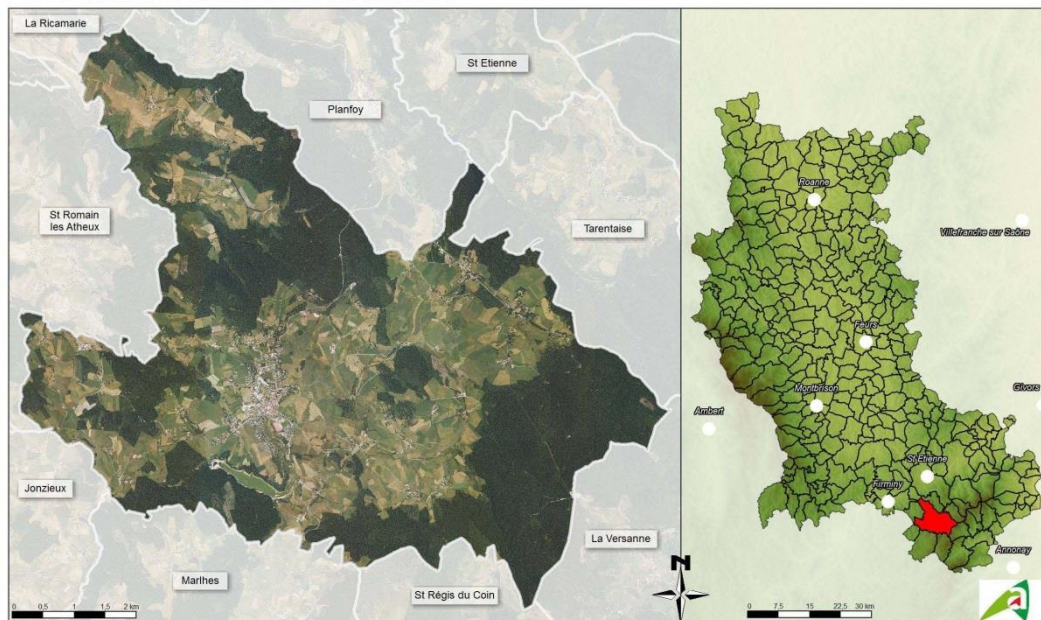 La Ricamarie
St Etienne
Planfoy
St Romain
les Atheux
Tarentaise
Jonzieux
La Versanne
Marlhes
St Régis du Coin
N
0 0,5 1 1,5 2 km
Roanne
Villefranche sur Saône
Feurs
Montbrison
Givors
Ambert
St Etienne
Firminy
Annonay
0 7,5 15 22,5 30 km
a